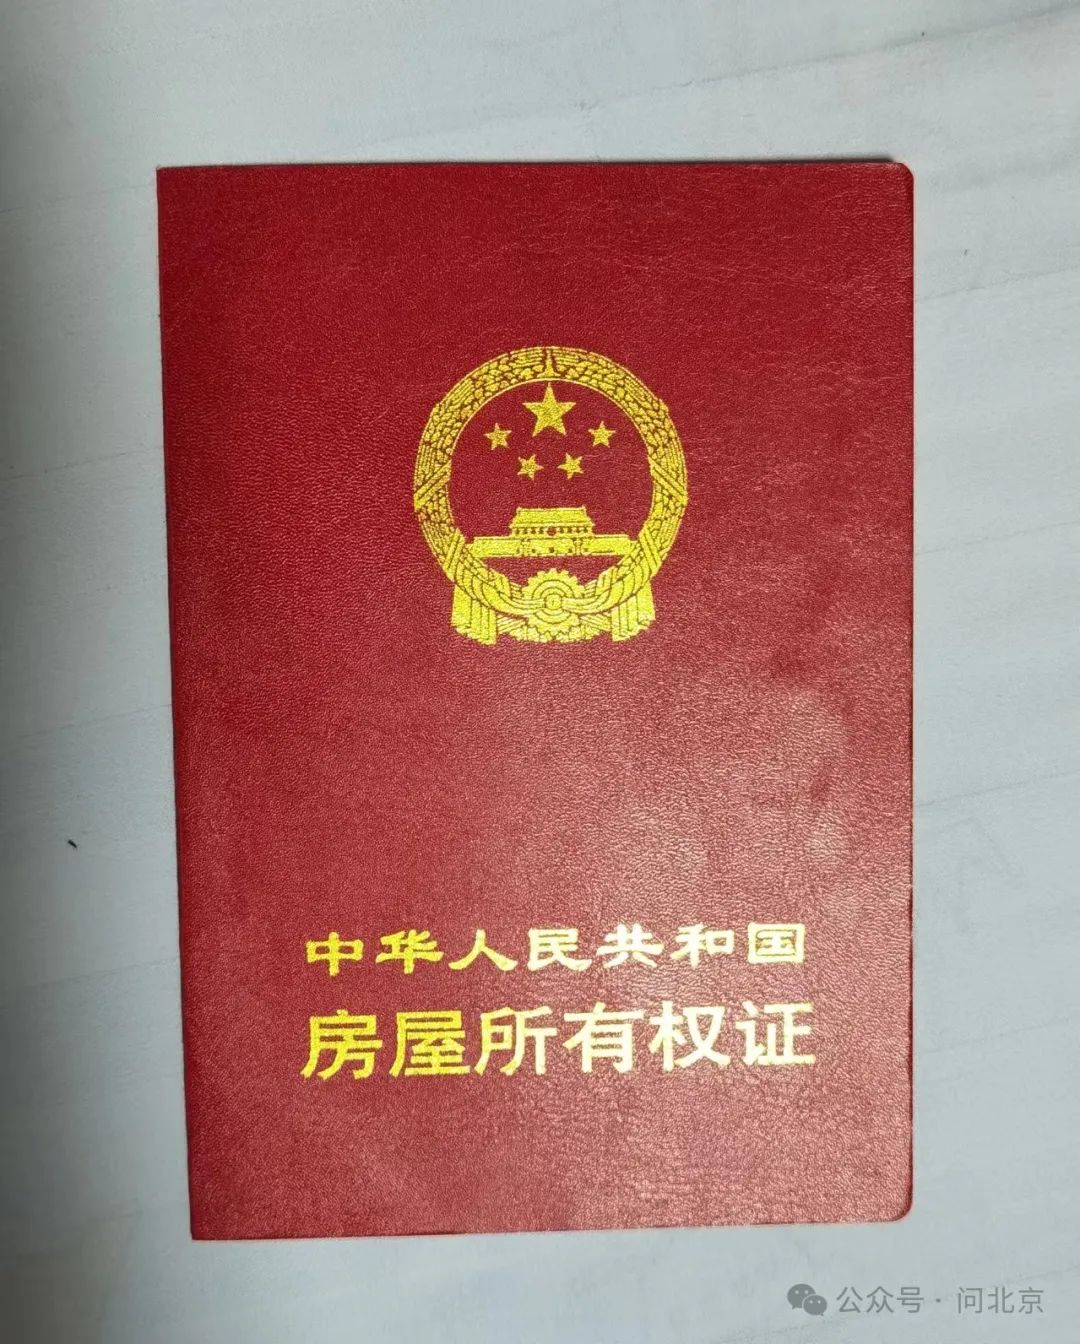 中华人民共和国
房屋所有权证
公众号·问北京